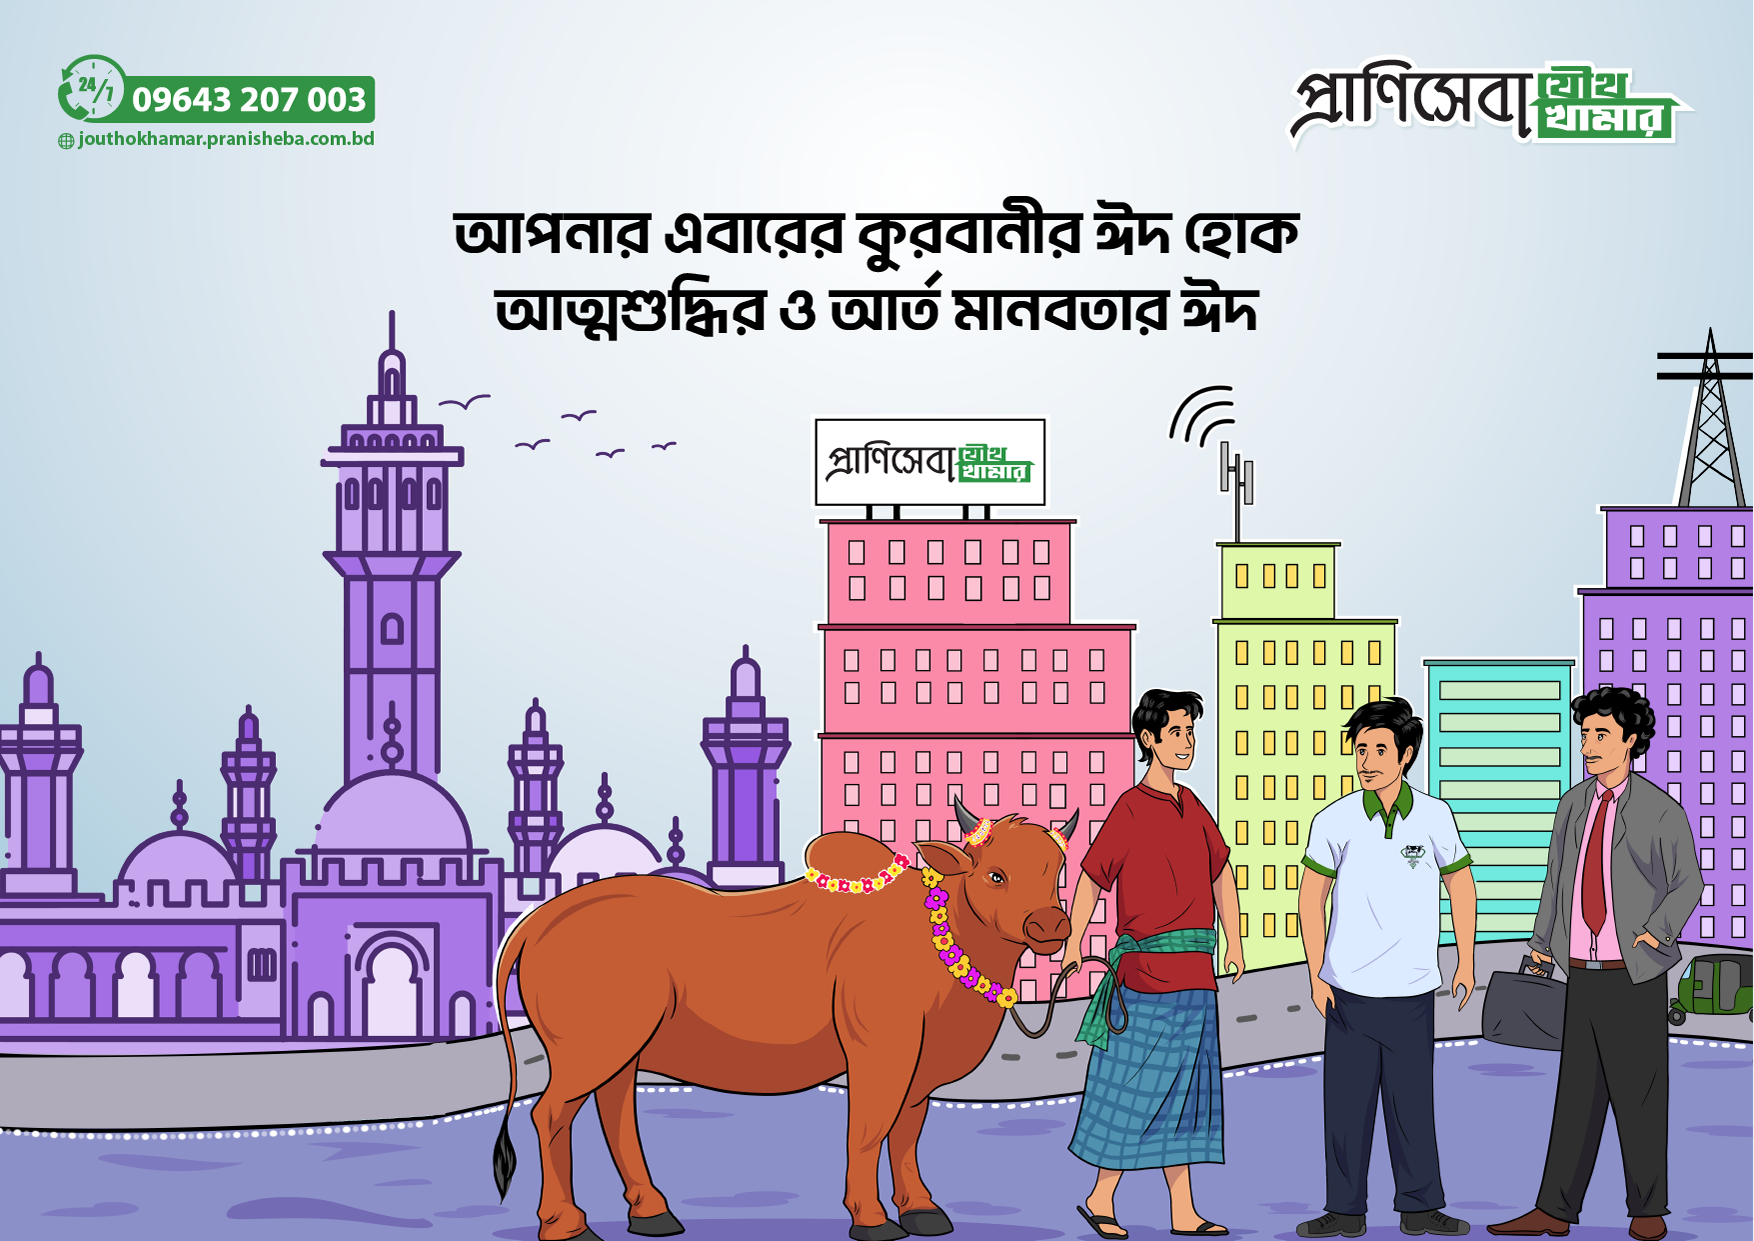 24/7
09643 207 003
jouthokhamar.pranisheba.com.bd
প্রাণিসেবা যৌথ খামার
আপনার এবারের কুরবানীর ঈদ হোক
আত্মশুদ্ধির ও আর্ত মানবতার ঈদ
প্রাণিসেবা যৌথ খামার